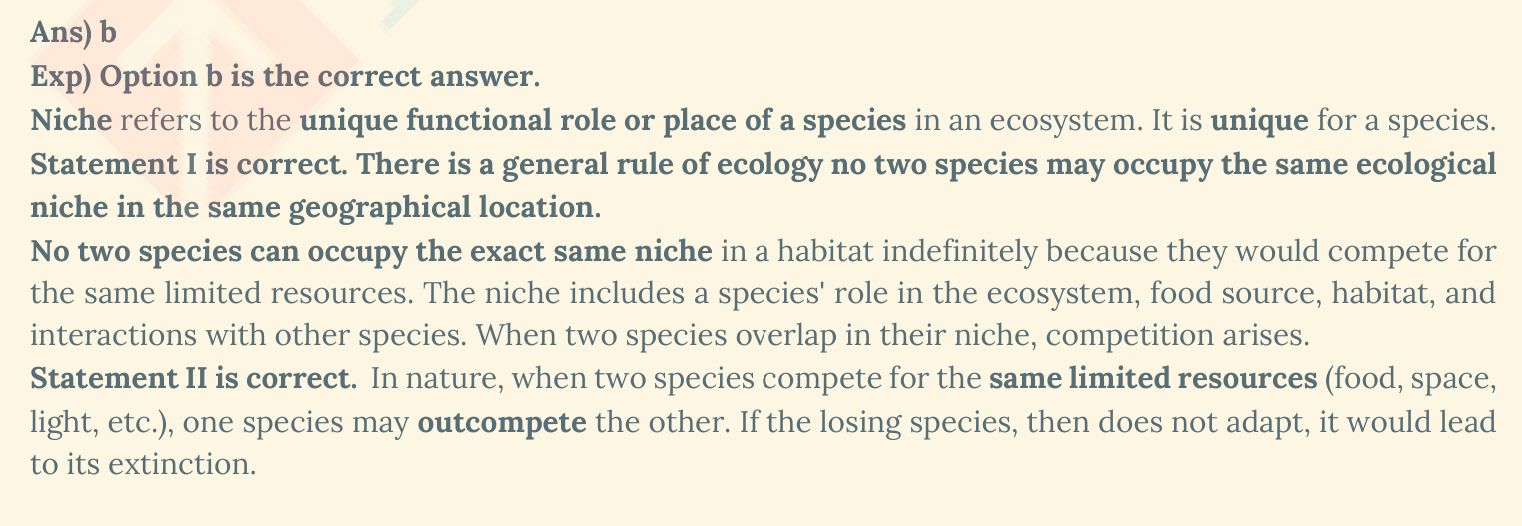 Ans) b
Exp) Option b is the correct answer.
Niche refers to the unique functional role or place of a species in an ecosystem. It is unique for a species.
Statement I is correct. There is a general rule of ecology no two species may occupy the same ecological
niche in the same geographical location.
No two species can occupy the exact same niche in a habitat indefinitely because they would compete for
the same limited resources. The niche includes a species' role in the ecosystem, food source, habitat, and
interactions with other species. When two species overlap in their niche, competition arises.
Statement II is correct. In nature, when two species compete for the same limited resources (food, space,
light, etc.), one species may outcompete the other. If the losing species, then does not adapt, it would lead
to its extinction.